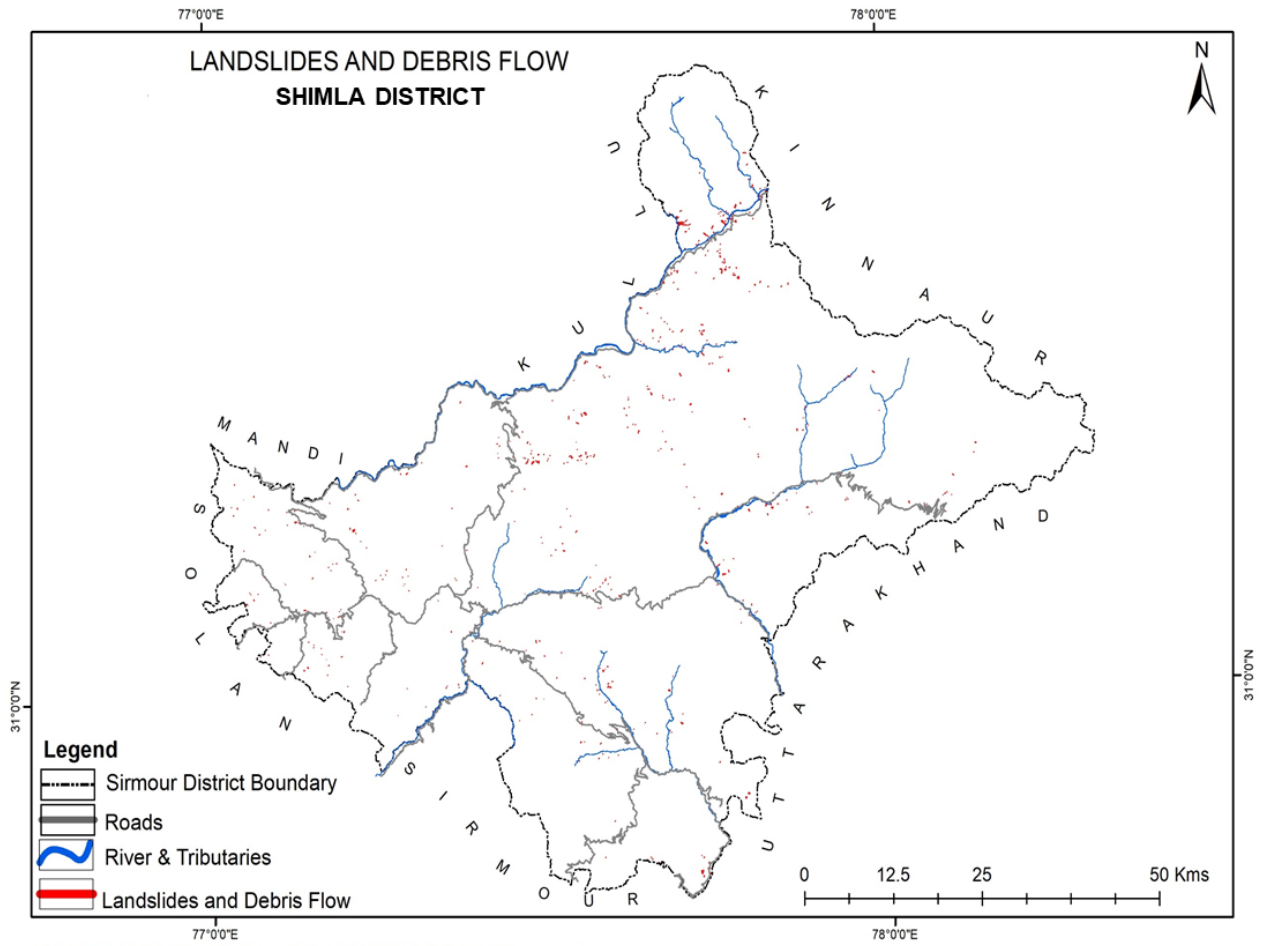 77°0'0"E
78°0'0"E
LANDSLIDES AND DEBRIS FLOW
SHIMLA DISTRICT
N
KINNAUR
KULLU
MANDI
SOLAN
UTTARAKHAND
SIRMOUR
31°0'0"N
31°0'0"N
Legend
Sirmour District Boundary
Roads
River & Tributaries
Landslides and Debris Flow
0 12.5 25 50 Kms
77°0'0"E
78°0'0"E